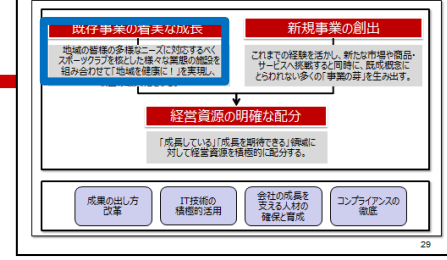 既存事業の着実な成長
地域の皆様の多様なニーズに対応するべく
スポーツクラブを核とした様々な業態の施設を
組み合わせて「地域を健康に！」を実現し、
新規事業の創出
これまでの経験を活かし、新たな市場や商品・
サービスへ挑戦すると同時に、既成概念に
とらわれない多くの「事業の芽」を生み出す。
経営資源の明確な配分
「成長している」「成長を期待できる」領域に
対して経営資源を積極的に配分する。
成果の出し方
改革
IT技術の
積極的活用
会社の成長を
支える人材の
確保と育成
コンプライアンスの
徹底
29